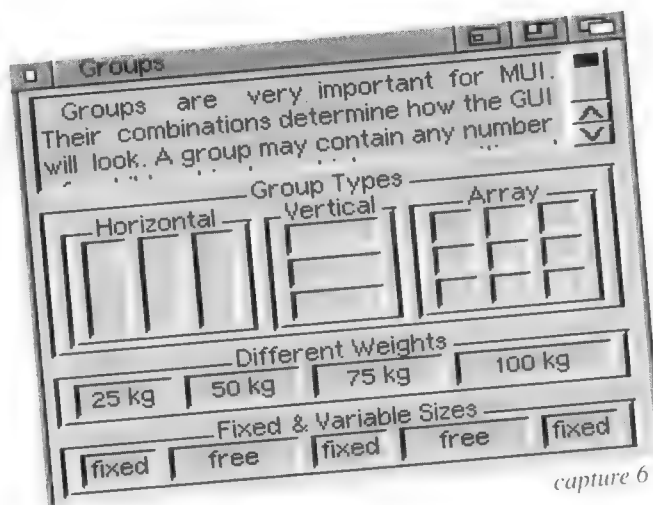 Groups
Groups are very important for MUI.
Their combinations determine how the GUI
will look. A group may contain any number
Group Types
Horizontal Vertical Array
Different Weights
25 kg 50 kg 75 kg 100 kg
Fixed & Variable Sizes
fixed free fixed free fixed
capture 6